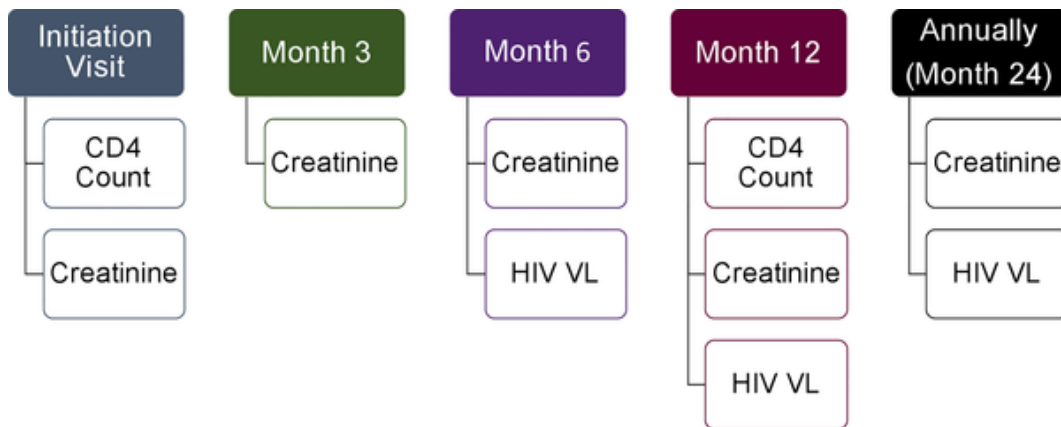 Initiation
Visit
CD4
Count
Creatinine
Month 3
Creatinine
Month 6
Creatinine
HIV VL
Month 12
CD4
Count
Creatinine
HIV VL
Annually
(Month 24)
Creatinine
HIV VL